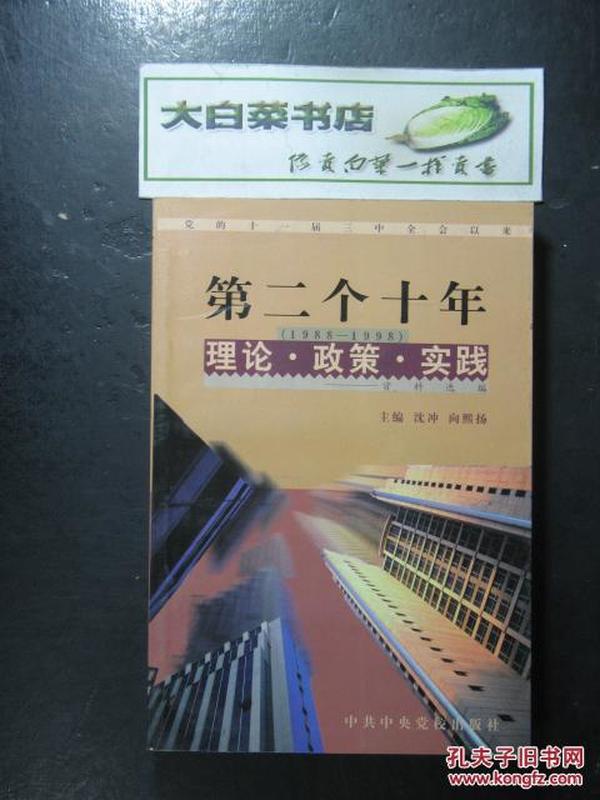 大白菜书店
保真白菜一样真香
党的十一届三中全会以来
第二个十年
(1988—1998)
理论·政策·实践
——资料选编
主编 沈冲 向熙扬
中共中央党校出版社
孔夫子旧书网
www.kongfz.com